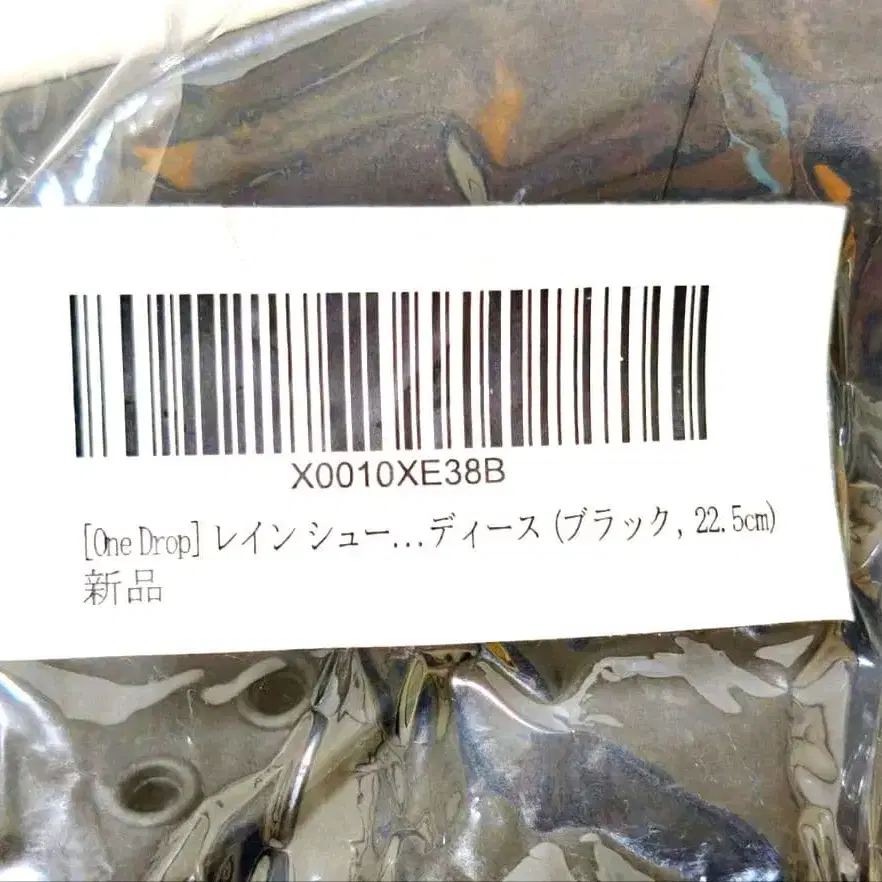 X0010XE38B
[One Drop] レイン シュー...ディース (ブラック, 22.5cm)
新品